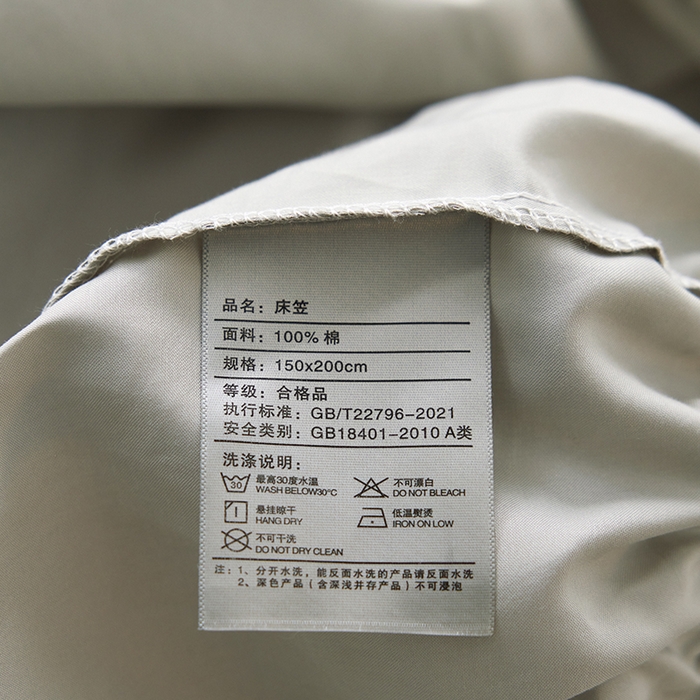 品名：床笠
面料：100% 棉
规格：150x200cm
等级：合格品
执行标准：GB/T22796-2021
安全类别：GB18401-2010 A类
洗涤说明：
30 最高30度水温 不可漂白
WASH BELOW30°C DO NOT BLEACH
悬挂晾干 低温熨烫
HANG DRY IRON ON LOW
不可干洗
DO NOT DRY CLEAN
注：1、分开水洗，能反面水洗的产品请反面水洗
2、深色产品（含深浅并存产品）不可浸泡